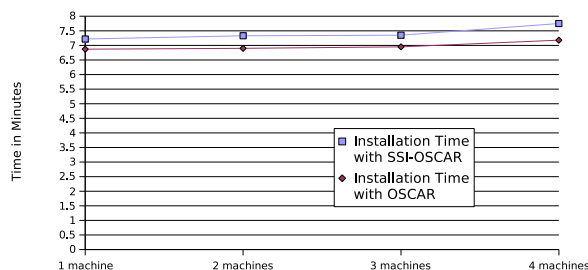 8
7.5
7
6.5
6
5.5
5
4.5
4
3.5
3
2.5
2
1.5
1
0.5
0
Time in Minutes
Installation Time
with SSI-OSCAR
Installation Time
with OSCAR
1 machine
2 machines
3 machines
4 machines